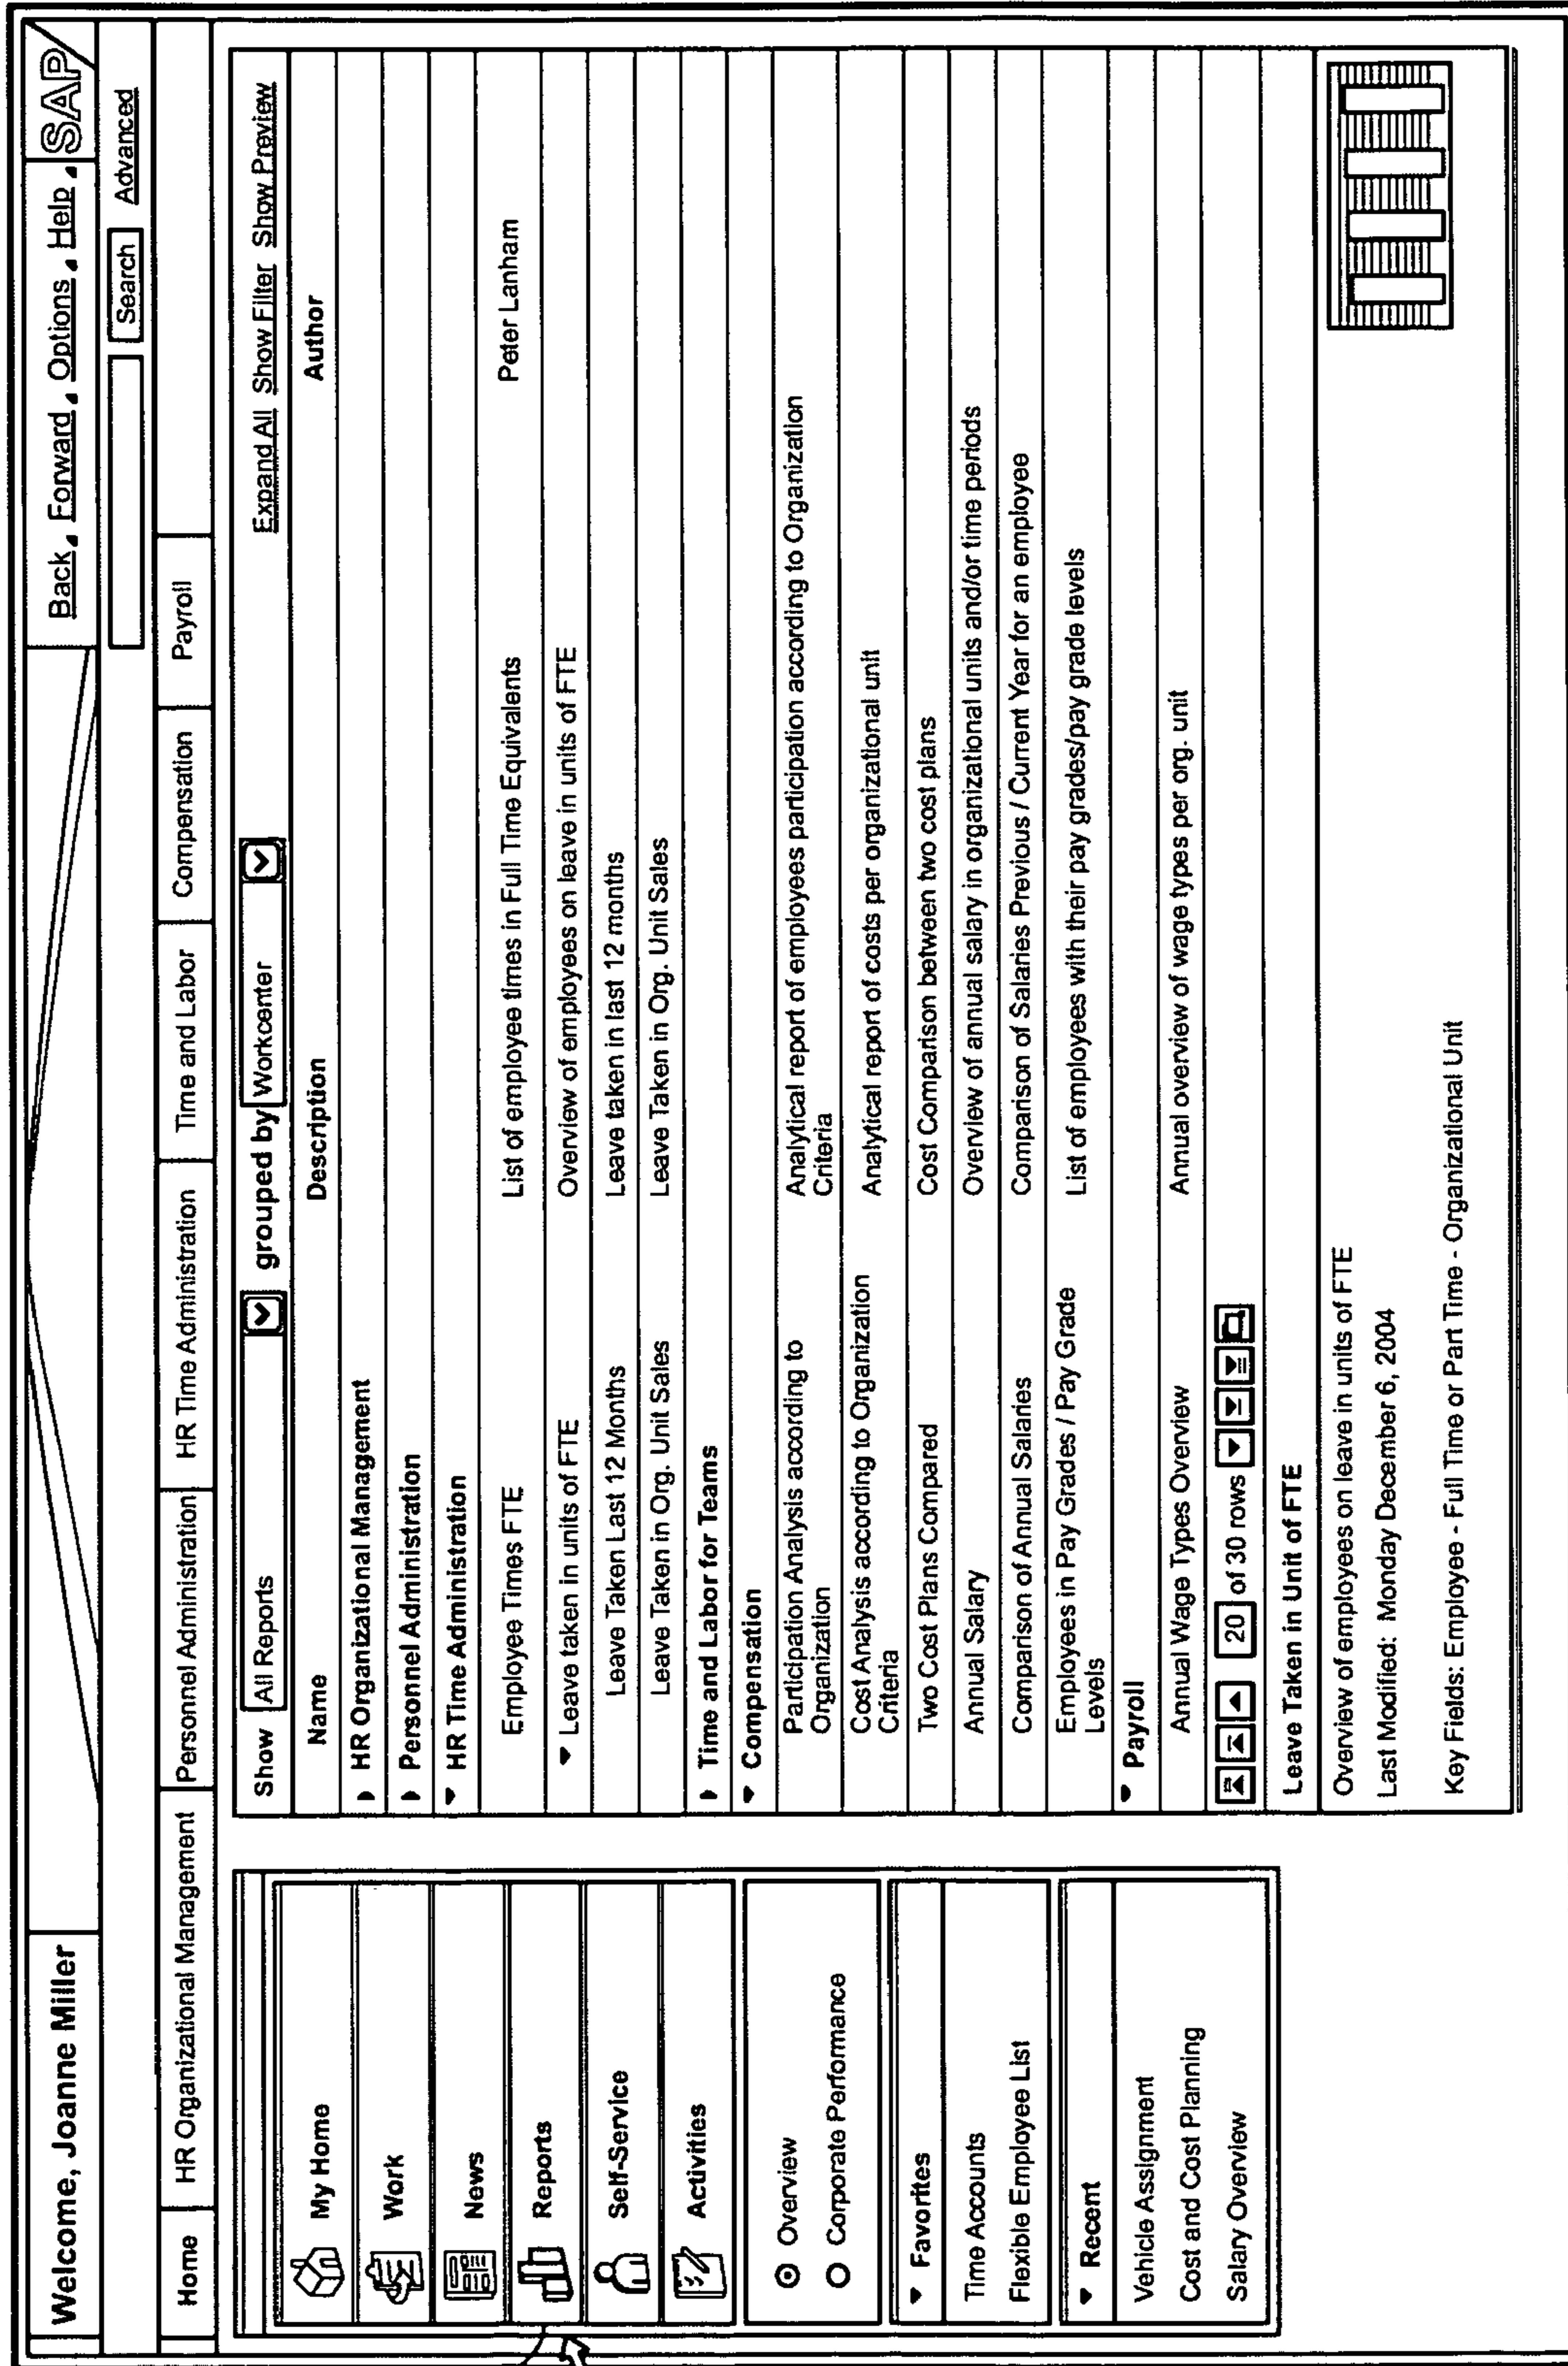 Welcome, Joanne Miller
Back Forward Options Help SAP
Search Advanced
Home HR Organizational Management Personnel Administration HR Time Administration Time and Labor Compensation Payroll
My Home
Work
News
Reports
Self-Service
Activities
Overview
Corporate Performance
Favorites
Time Accounts
Flexible Employee List
Recent
Vehicle Assignment
Cost and Cost Planning
Salary Overview
Show All Reports grouped by Workcenter Expand All Show Filter Show Preview
Name Description Author
HR Organizational Management
Personnel Administration
HR Time Administration
Employee Times FTE List of employee times in Full Time Equivalents Peter Lanham
Leave taken in units of FTE Overview of employees on leave in units of FTE
Leave Taken Last 12 Months Leave taken in last 12 months
Leave Taken in Org. Unit Sales Leave Taken in Org. Unit Sales
Time and Labor for Teams
Compensation
Participation Analysis according to Analytical report of employees participation according to Organization
Organization Criteria
Cost Analysis according to Organization Analytical report of costs per organizational unit
Criteria
Two Cost Plans Compared Cost Comparison between two cost plans
Annual Salary Overview of annual salary in organizational units and/or time periods
Comparison of Annual Salaries Comparison of Salaries Previous / Current Year for an employee
Employees in Pay Grades / Pay Grade List of employees with their pay grades/pay grade levels
Levels
Payroll
Annual Wage Types Overview Annual overview of wage types per org. unit
20 of 30 rows
Leave Taken in Unit of FTE
Overview of employees on leave in units of FTE
Last Modified: Monday December 6, 2004
Key Fields: Employee - Full Time or Part Time - Organizational Unit